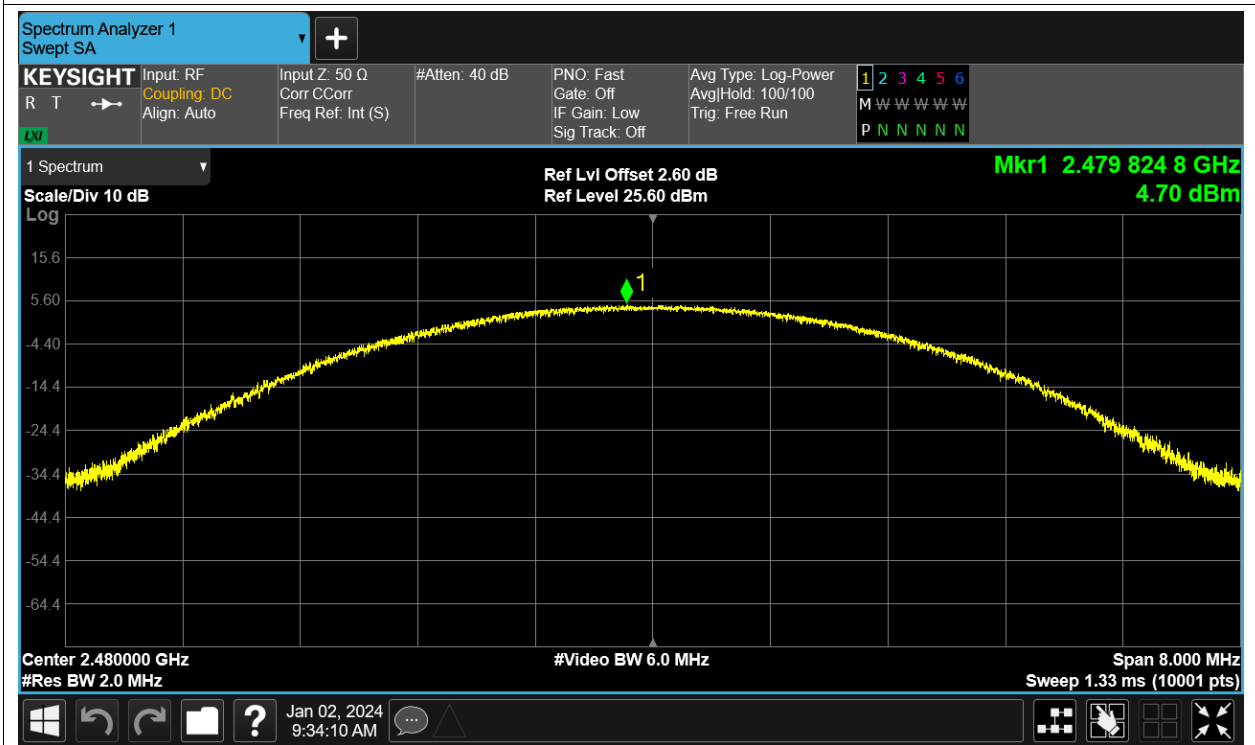 Spectrum Analyzer 1
Swept SA
KEYSIGHT
R T
LXI
Input: RF
Coupling: DC
Align: Auto
Input Z: 50 Ω
Corr CCorr
Freq Ref: Int (S)
#Atten: 40 dB
PNO: Fast
Gate: Off
IF Gain: Low
Sig Track: Off
Avg Type: Log-Power
Avg|Hold: 100/100
Trig: Free Run
1 2 3 4 5 6
M W W W W W
P N N N N N
1 Spectrum
Scale/Div 10 dB
Log
Ref Lvl Offset 2.60 dB
Ref Level 25.60 dBm
Mkr1 2.479 824 8 GHz
4.70 dBm
15.6
1
5.60
-4.40
-14.4
-24.4
-34.4
-44.4
-54.4
-64.4
Center 2.480000 GHz
#Res BW 2.0 MHz
#Video BW 6.0 MHz
Span 8.000 MHz
Sweep 1.33 ms (10001 pts)
?
Jan 02, 2024
9:34:10 AM